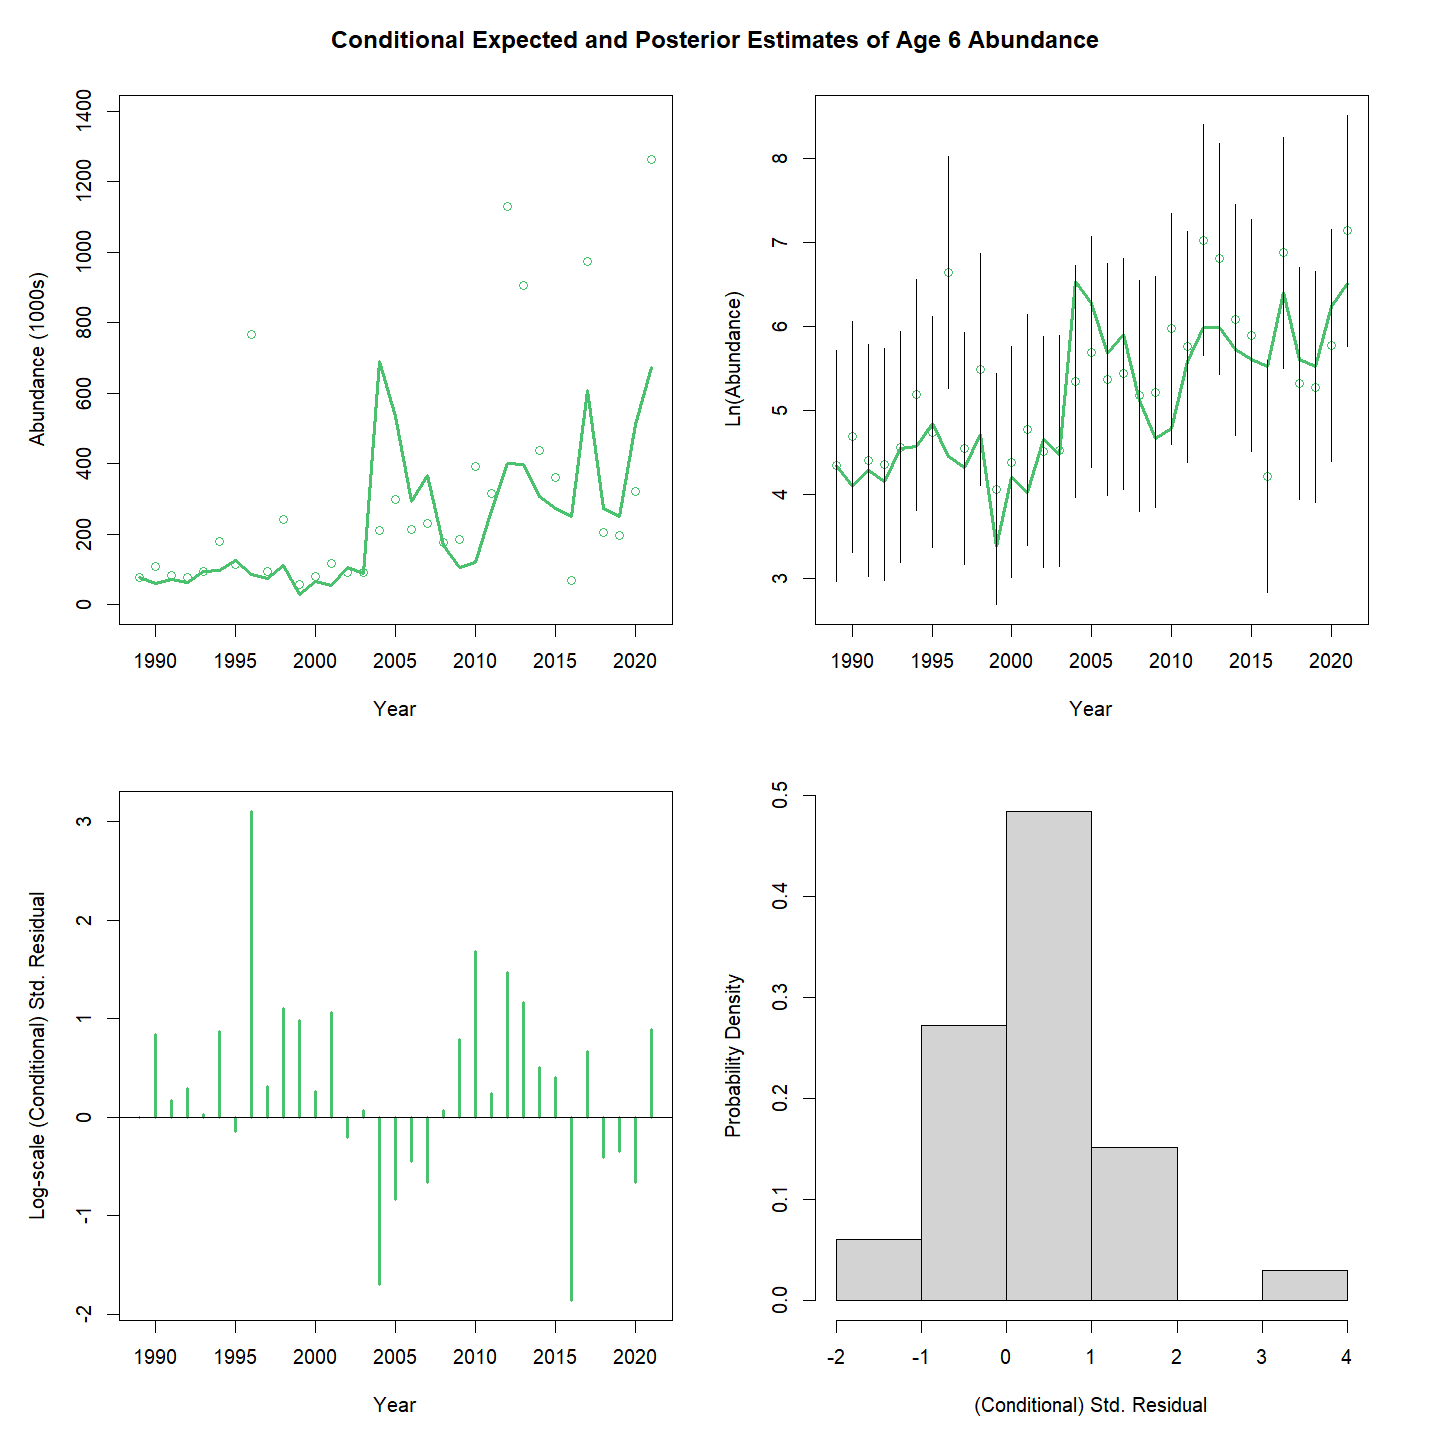 Conditional Expected and Posterior Estimates of Age 6 Abundance
Abundance (1000s)
0 200 400 600 800 1000 1200 1400
1990 1995 2000 2005 2010 2015 2020
Year
Ln(Abundance)
3 4 5 6 7 8
1990 1995 2000 2005 2010 2015 2020
Year
Log-scale (Conditional) Std. Residual
-2 -1 0 1 2 3
1990 1995 2000 2005 2010 2015 2020
Year
Probability Density
0.0 0.1 0.2 0.3 0.4 0.5
-2 -1 0 1 2 3 4
(Conditional) Std. Residual